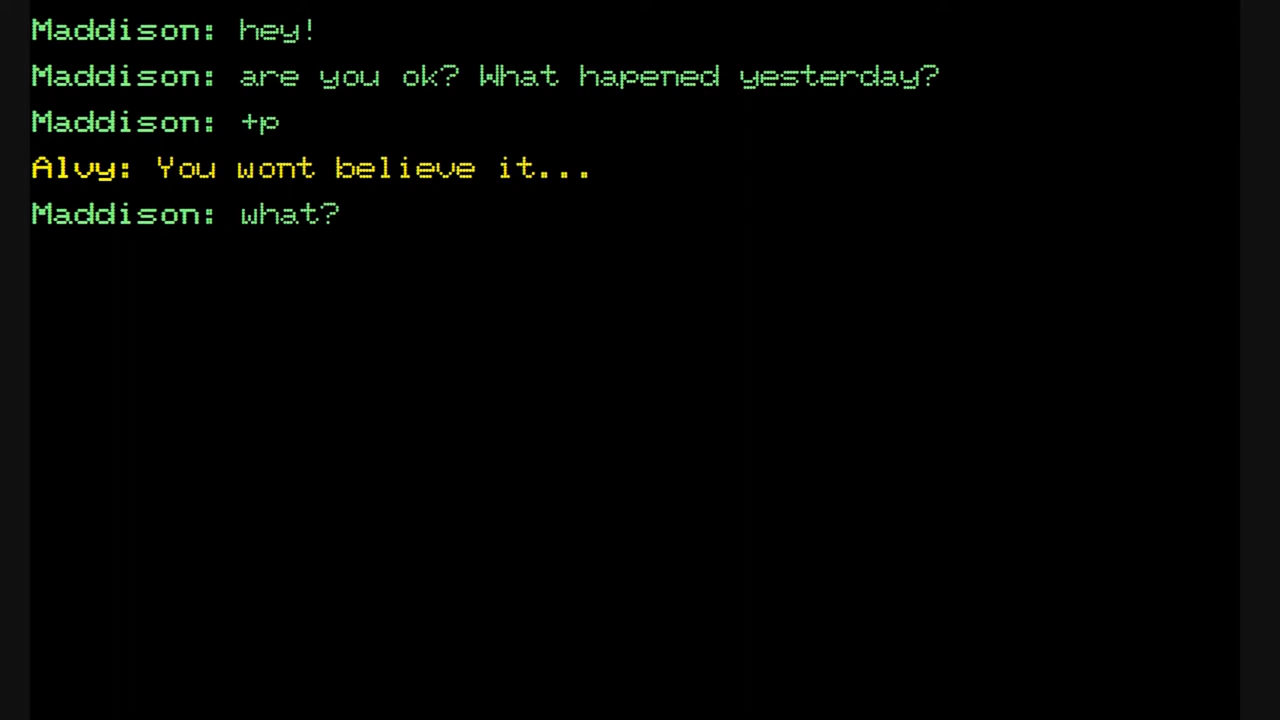 Maddison: hey!
Maddison: are you ok? What hapened yesterday?
Maddison: +p
Alvy: You wont believe it...
Maddison: what?